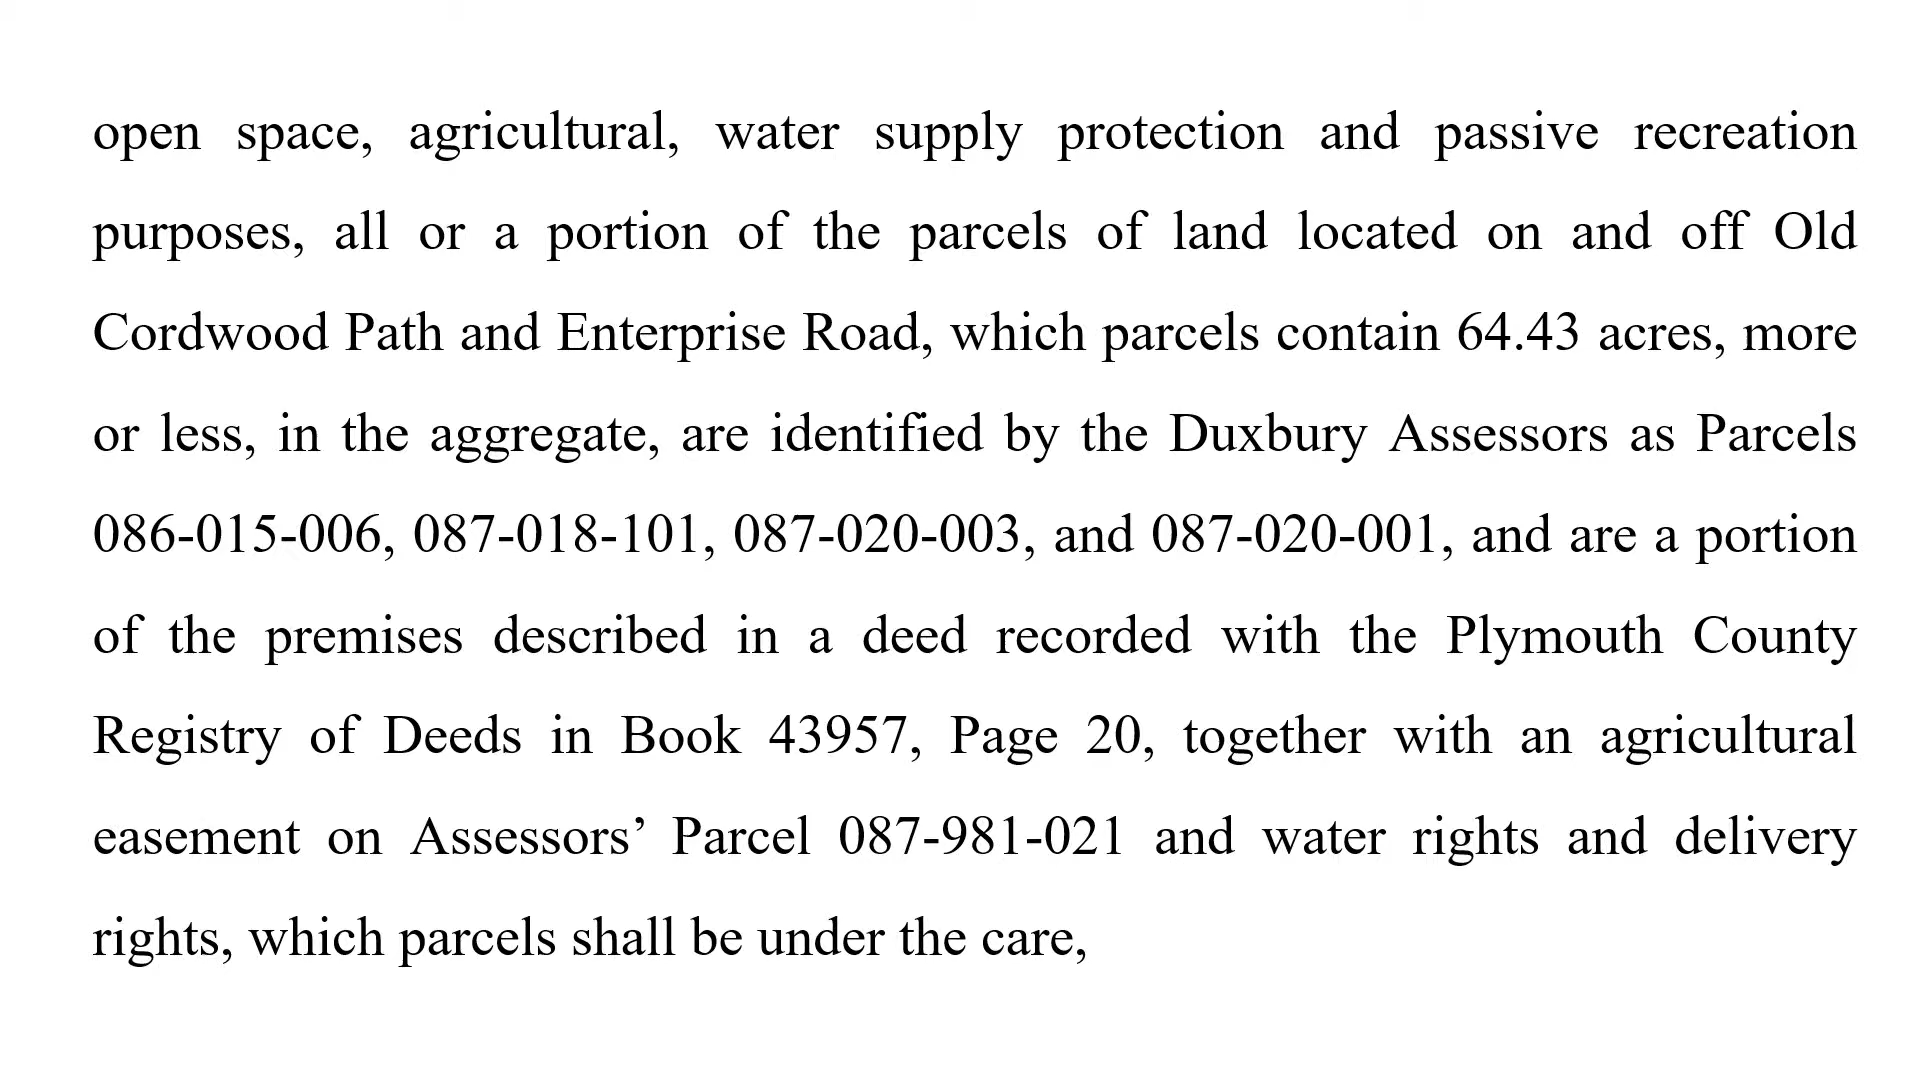 open space, agricultural, water supply protection and passive recreation
purposes, all or a portion of the parcels of land located on and off Old
Cordwood Path and Enterprise Road, which parcels contain 64.43 acres, more
or less, in the aggregate, are identified by the Duxbury Assessors as Parcels
086-015-006, 087-018-101, 087-020-003, and 087-020-001, and are a portion
of the premises described in a deed recorded with the Plymouth County
Registry of Deeds in Book 43957, Page 20, together with an agricultural
easement on Assessors’ Parcel 087-981-021 and water rights and delivery
rights, which parcels shall be under the care,